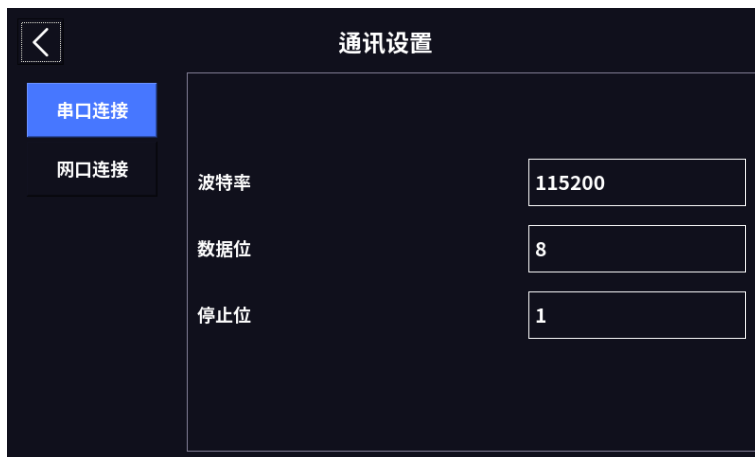 通讯设置
串口连接
网口连接
波特率 115200
数据位 8
停止位 1